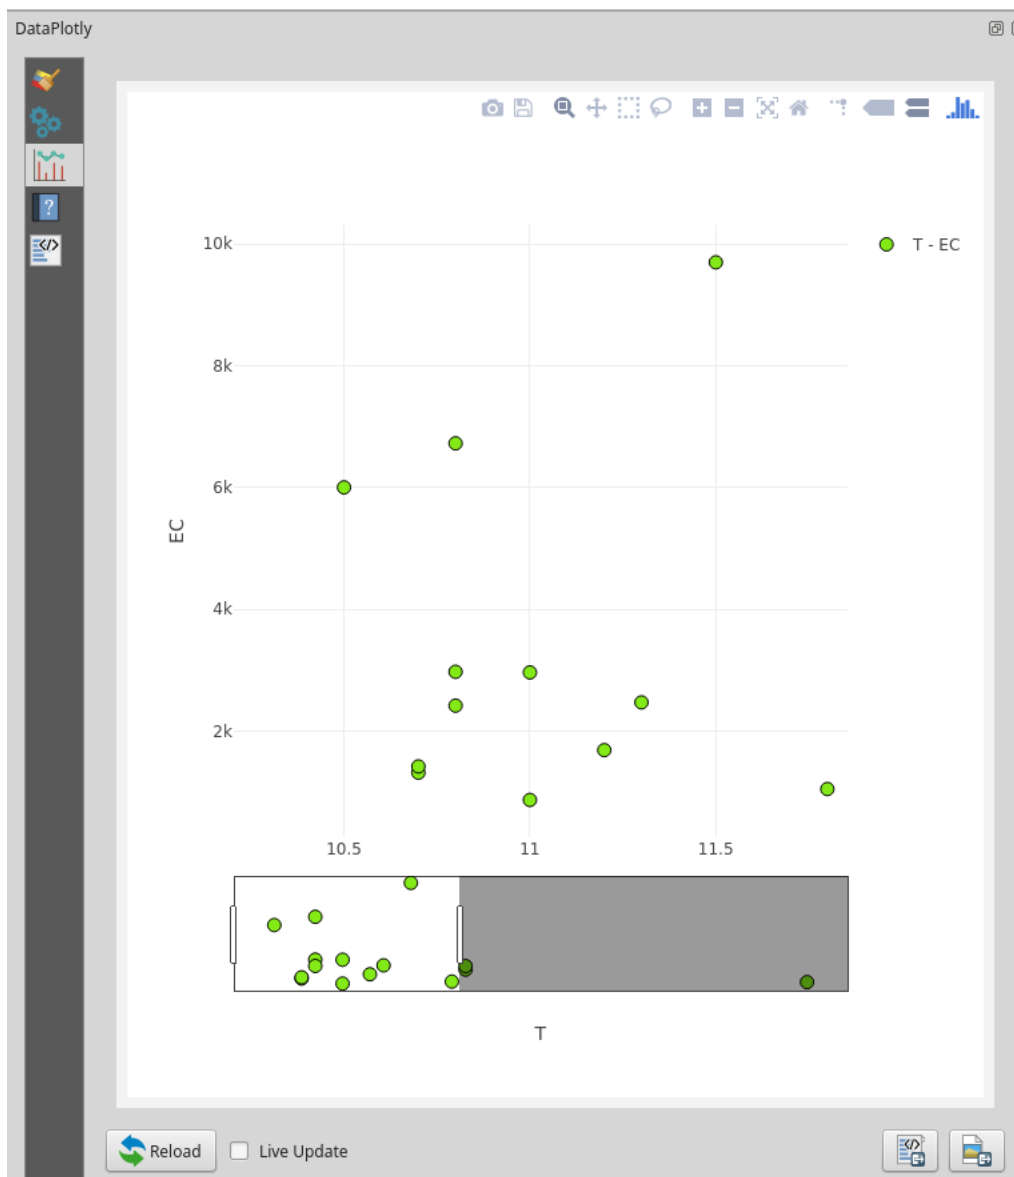 DataPlotly
10k
T - EC
8k
6k
EC
4k
2k
10.5
11
11.5
T
Reload
Live Update